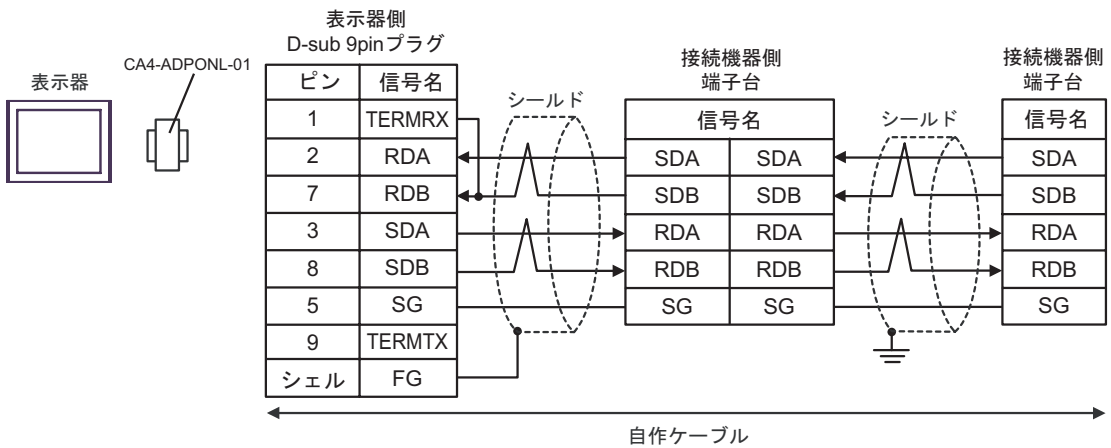 表示器側
D-sub 9pinプラグ
接続機器側
端子台
接続機器側
端子台
表示器
CA4-ADPONL-01
シールド
シールド
ピン 信号名
1 TERMRX
2 RDA
7 RDB
3 SDA
8 SDB
5 SG
9 TERMTX
シェル FG
信号名
SDA SDA
SDB SDB
RDA RDA
RDB RDB
SG SG
信号名
SDA
SDB
RDA
RDB
SG
自作ケーブル